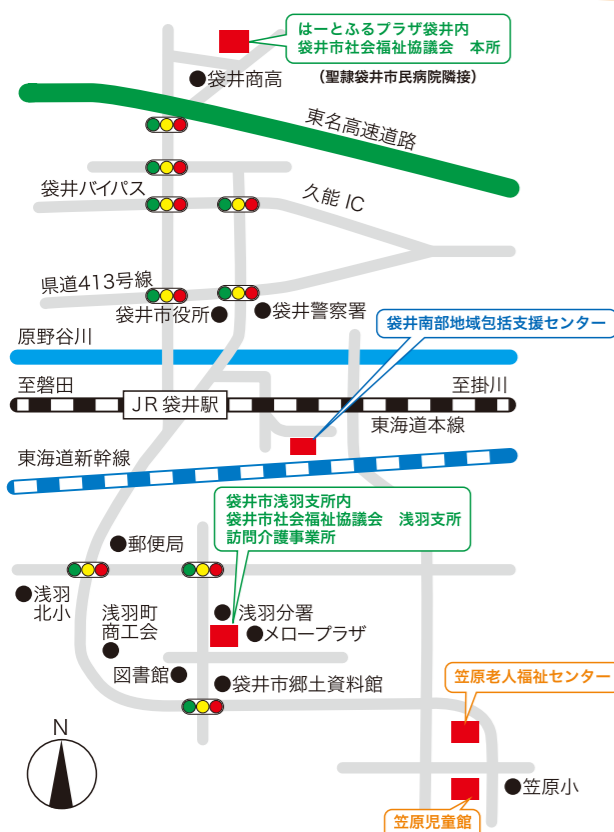 はーとふるプラザ袋井内
袋井市社会福祉協議会　本所
(聖隷袋井市民病院隣接)
袋井商高
東名高速道路
袋井バイパス
久能 IC
県道413号線
袋井市役所
袋井警察署
袋井南部地域包括支援センター
原野谷川
至磐田
至掛川
JR 袋井駅
東海道本線
東海道新幹線
袋井市浅羽支所内
袋井市社会福祉協議会　浅羽支所
訪問介護事業所
郵便局
浅羽
北小
浅羽町
商工会
浅羽分署
メロープラザ
図書館
袋井市郷土資料館
笠原老人福祉センター
N
笠原小
笠原児童館